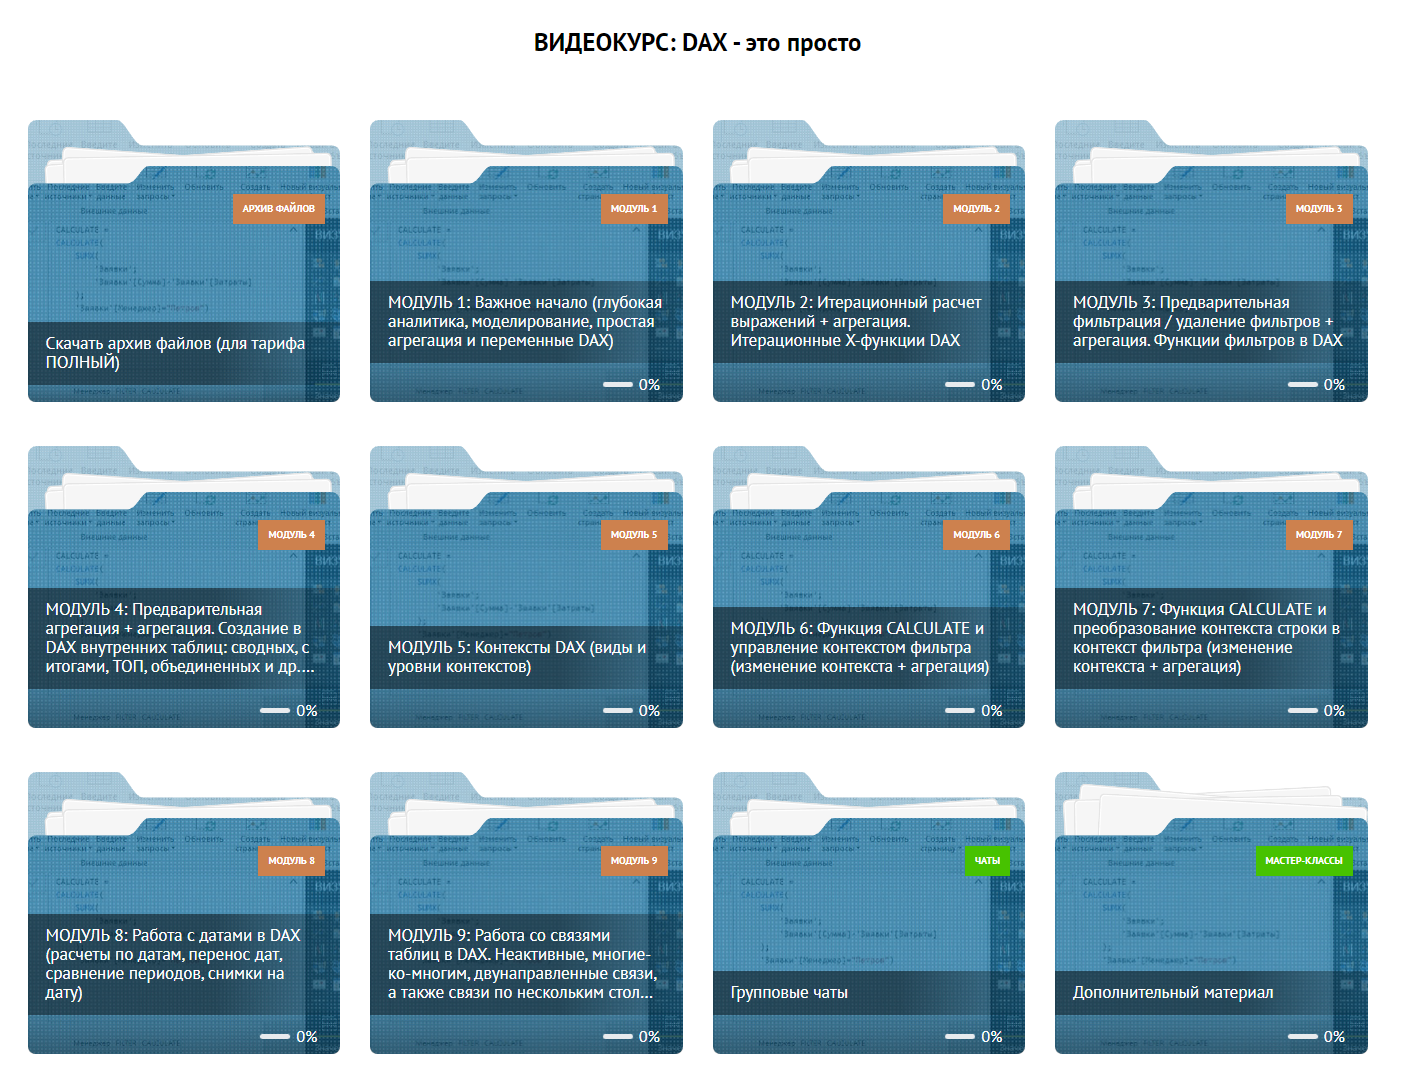 ВИДЕОКУРС: DAX - это просто
АРХИВ ФАЙЛОВ
Скачать архив файлов (для тарифа
ПОЛНЫЙ)
МОДУЛЬ 1
МОДУЛЬ 1: Важное начало (глубокая
аналитика, моделирование, простая
агрегация и переменные DAX)
0%
МОДУЛЬ 2
МОДУЛЬ 2: Итерационный расчет
выражений + агрегация.
Итерационные X-функции DAX
0%
МОДУЛЬ 3
МОДУЛЬ 3: Предварительная
фильтрация / удаление фильтров +
агрегация. Функции фильтров в DAX
0%
МОДУЛЬ 4
МОДУЛЬ 4: Предварительная
агрегация + агрегация. Создание в
DAX внутренних таблиц: сводных, с
итогами, ТОП, объединенных и др....
0%
МОДУЛЬ 5
МОДУЛЬ 5: Контексты DAX (виды и
уровни контекстов)
0%
МОДУЛЬ 6
МОДУЛЬ 6: Функция CALCULATE и
управление контекстом фильтра
(изменение контекста + агрегация)
0%
МОДУЛЬ 7
МОДУЛЬ 7: Функция CALCULATE и
преобразование контекста строки в
контекст фильтра (изменение
контекста + агрегация)
0%
МОДУЛЬ 8
МОДУЛЬ 8: Работа с датами в DAX
(расчеты по датам, перенос дат,
сравнение периодов, снимки на
дату)
0%
МОДУЛЬ 9
МОДУЛЬ 9: Работа со связями
таблиц в DAX. Неактивные, многие-
ко-многим, двунаправленные связи,
а также связи по нескольким стол...
0%
ЧАТЫ
Групповые чаты
0%
МАСТЕР-КЛАССЫ
Дополнительный материал
0%